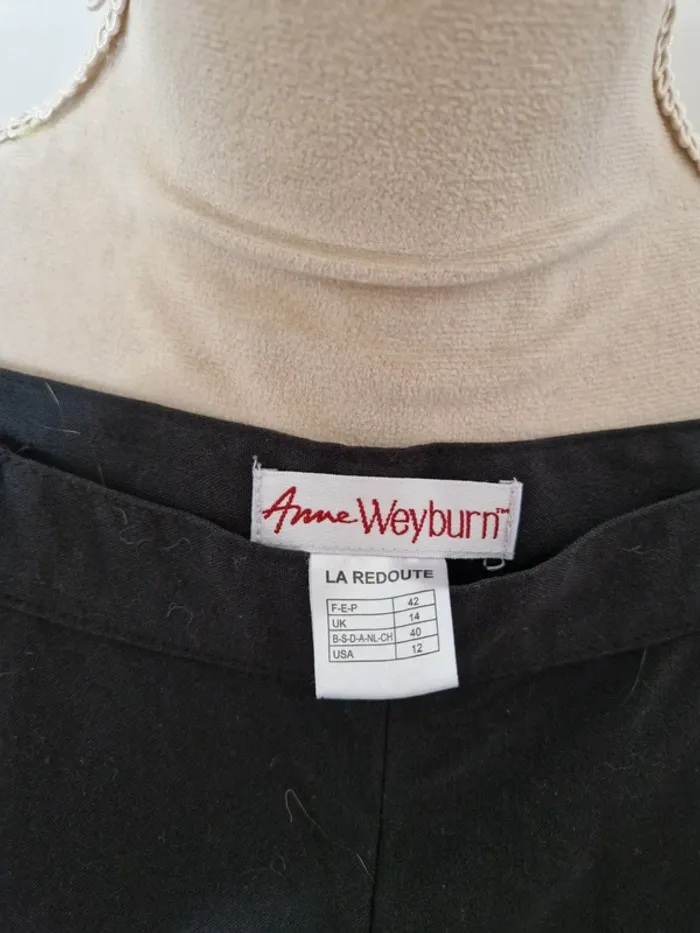 Anne Weyburn™
LA REDOUTE
F-E-P 42
UK 14
B-S-D-A-NL-CH 40
USA 12